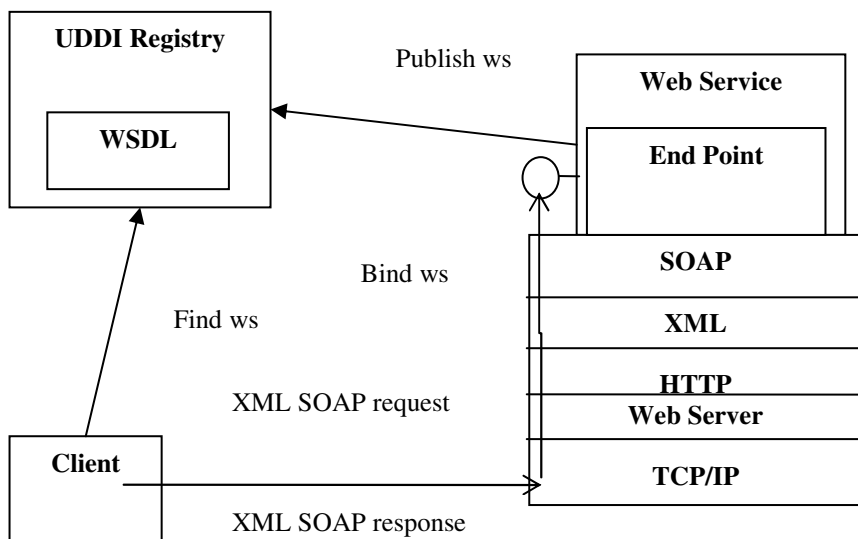 UDDI Registry
WSDL
Publish ws
Web Service
End Point
Bind ws
Find ws
SOAP
XML
HTTP
Web Server
TCP/IP
XML SOAP request
Client
XML SOAP response